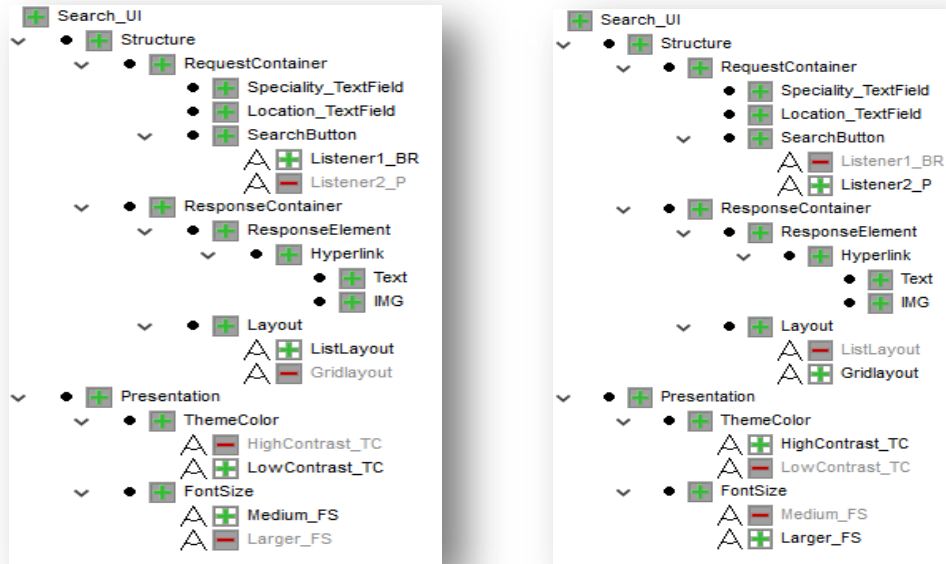 Search_UI
Structure
RequestContainer
Speciality_TextField
Location_TextField
SearchButton
Listener1_BR
Listener2_P
ResponseContainer
ResponseElement
Hyperlink
Text
IMG
Layout
ListLayout
Gridlayout
Presentation
ThemeColor
HighContrast_TC
LowContrast_TC
FontSize
Medium_FS
Larger_FS
Search_UI
Structure
RequestContainer
Speciality_TextField
Location_TextField
SearchButton
Listener1_BR
Listener2_P
ResponseContainer
ResponseElement
Hyperlink
Text
IMG
Layout
ListLayout
Gridlayout
Presentation
ThemeColor
HighContrast_TC
LowContrast_TC
FontSize
Medium_FS
Larger_FS